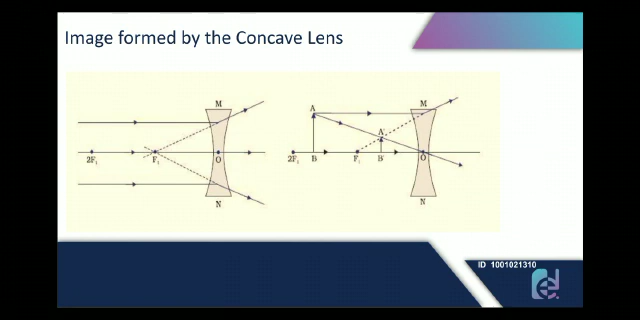 Image formed by the Concave Lens
M
2F₁ F₁ O
N
M
A
A'
2F₁ B F₁ B' O
N
ID 1001021310